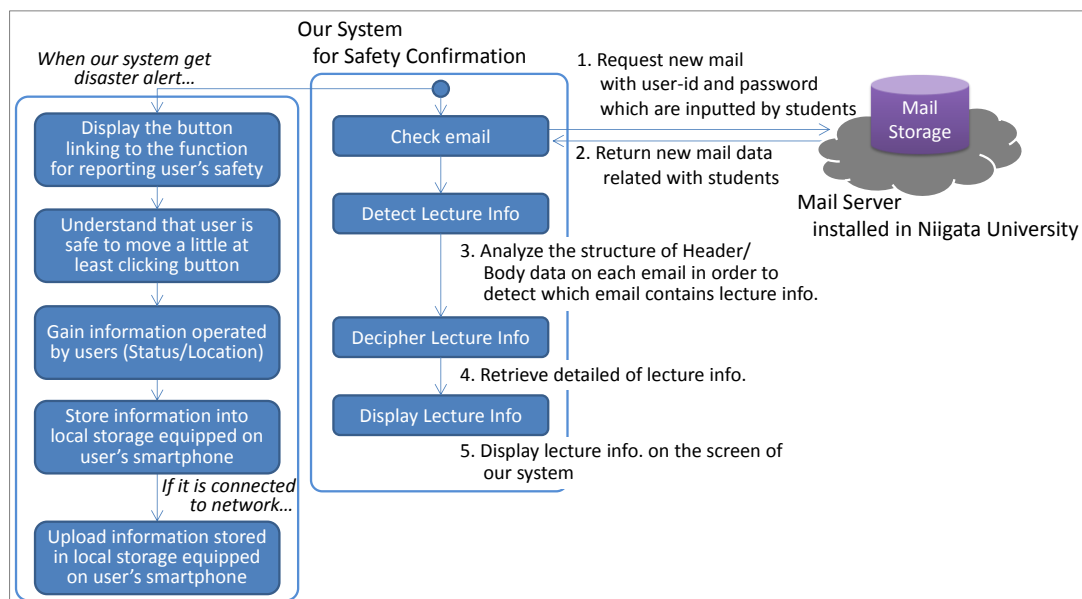 Our System
for Safety Confirmation
When our system get
disaster alert...
Display the button
linking to the function
for reporting user's safety
Understand that user is
safe to move a little at
least clicking button
Gain information operated
by users (Status/Location)
Store information into
local storage equipped on
user's smartphone
If it is connected
to network...
Upload information stored
in local storage equipped
on user's smartphone
Check email
Detect Lecture Info
Decipher Lecture Info
Display Lecture Info
1. Request new mail
with user-id and password
which are inputted by students
2. Return new mail data
related with students
3. Analyze the structure of Header/
Body data on each email in order to
detect which email contains lecture info.
4. Retrieve detailed of lecture info.
5. Display lecture info. on the screen of
our system
Mail
Storage
Mail Server
installed in Niigata University